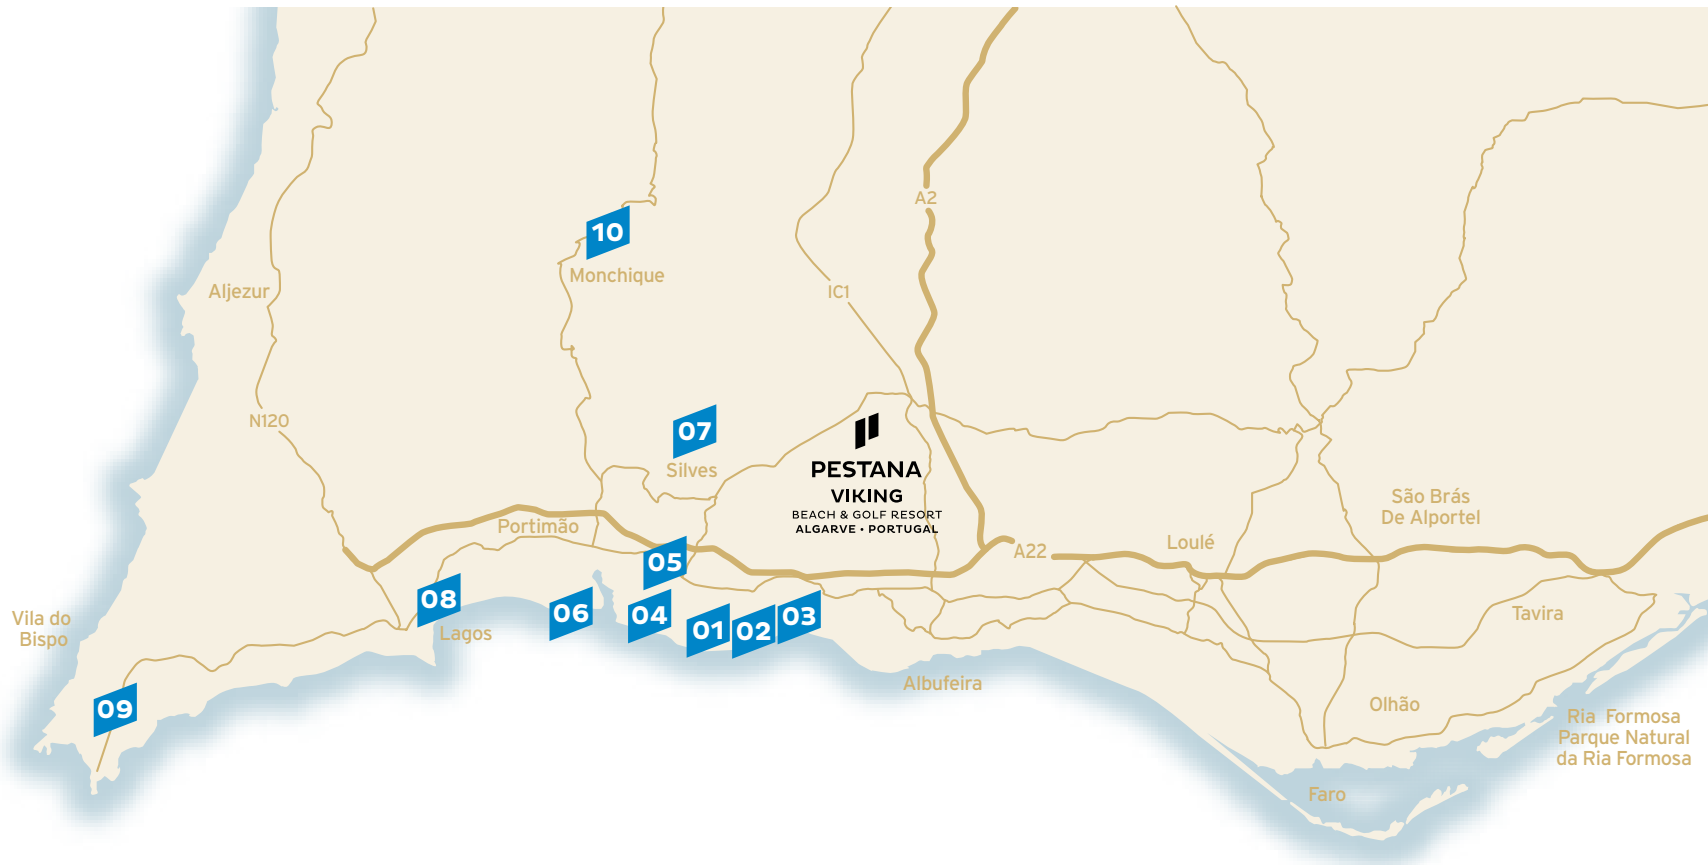 A2
10
Monchique
Aljezur
IC1
N120
07
Silves
PESTANA
VIKING
BEACH & GOLF RESORT
ALGARVE • PORTUGAL
São Brás
De Alportel
Portimão
A22
Loulé
05
08
06
04
01
02
03
Lagos
Vila do
Bispo
Tavira
Albufeira
09
Olhão
Ria Formosa
Parque Natural
da Ria Formosa
Faro